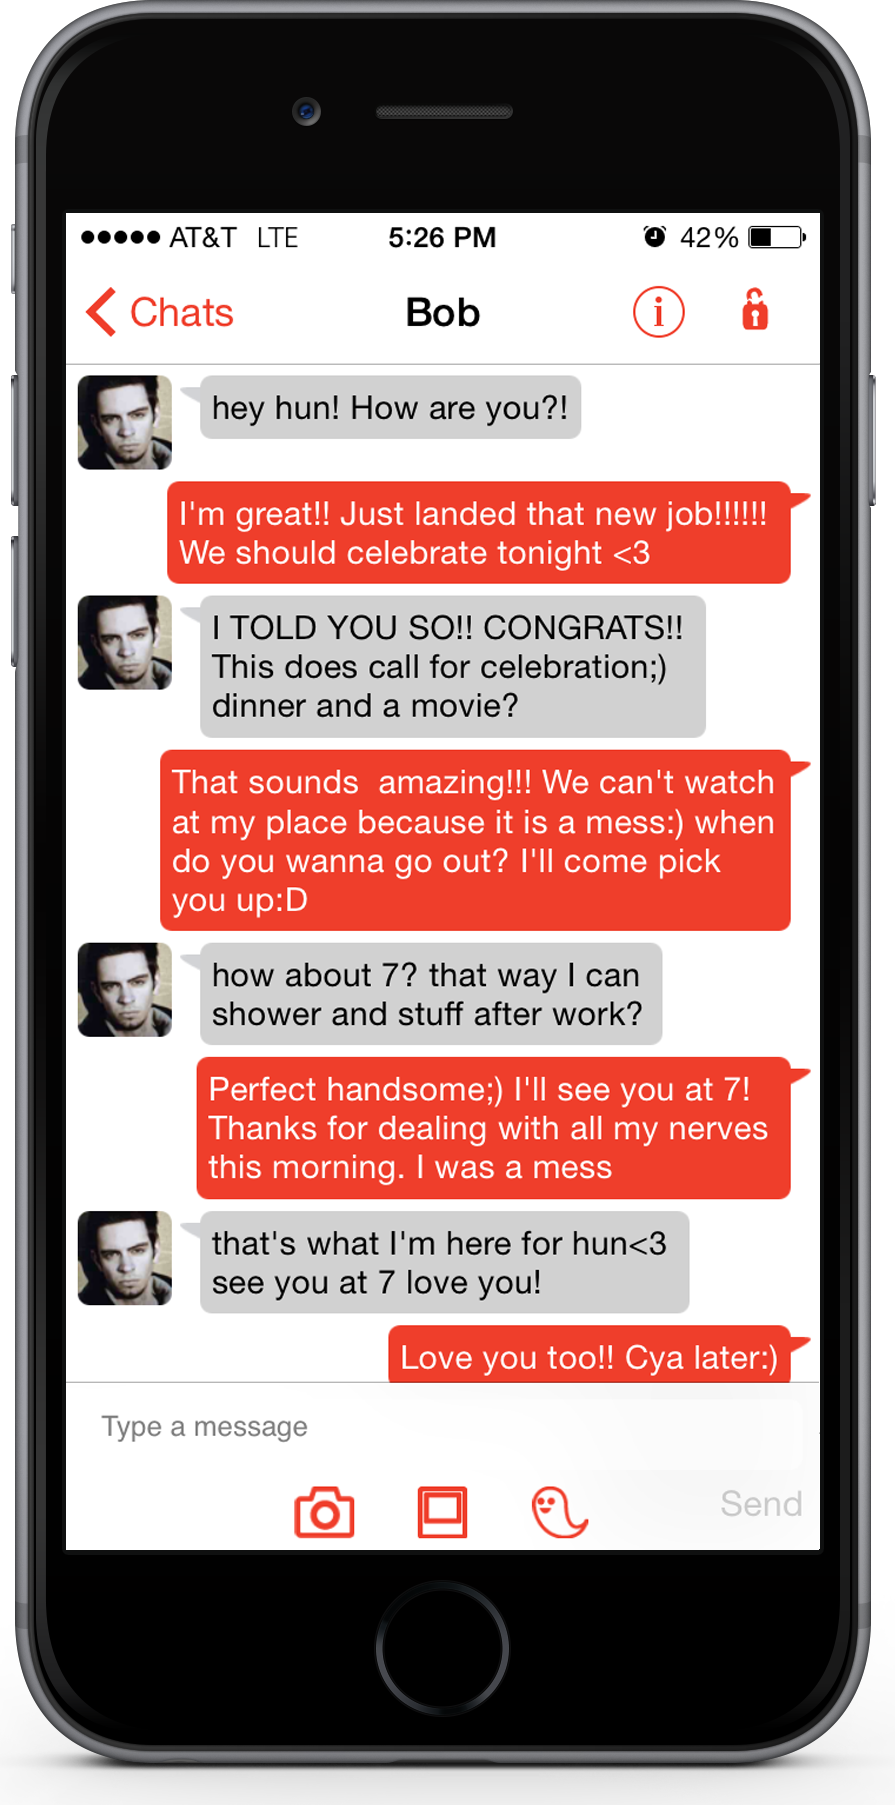 AT&T LTE 5:26 PM 42%
Chats Bob i
hey hun! How are you?!
I'm great!! Just landed that new job!!!!!!
We should celebrate tonight <3
I TOLD YOU SO!! CONGRATS!!
This does call for celebration;)
dinner and a movie?
That sounds  amazing!!! We can't watch
at my place because it is a mess:) when
do you wanna go out? I'll come pick
you up:D
how about 7? that way I can
shower and stuff after work?
Perfect handsome;) I'll see you at 7!
Thanks for dealing with all my nerves
this morning. I was a mess
that's what I'm here for hun<3
see you at 7 love you!
Love you too!! Cya later:)
Type a message
Send